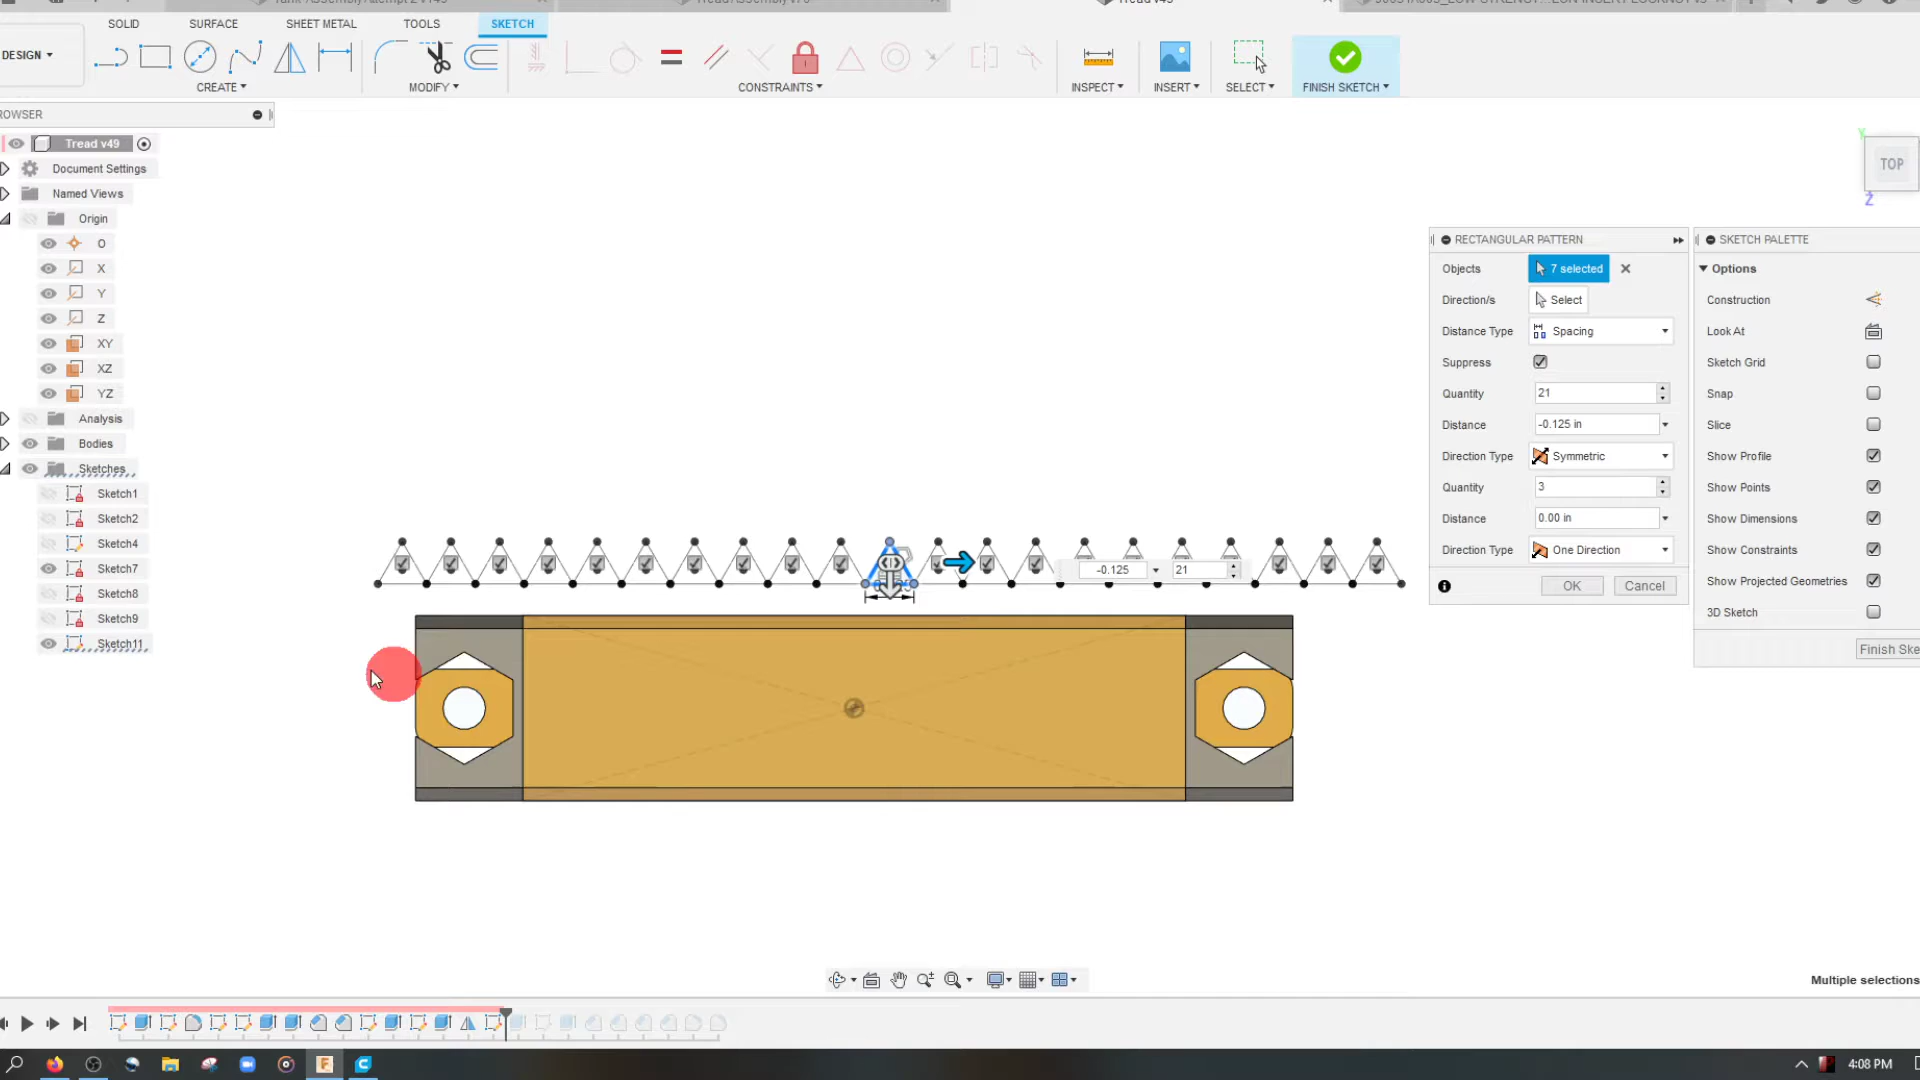 SOLID SURFACE SHEET METAL TOOLS SKETCH
DESIGN
CREATE MODIFY CONSTRAINTS INSPECT INSERT SELECT FINISH SKETCH
ROWSER
Tread v49
Document Settings
Named Views
Origin
O
X
Y
Z
XY
XZ
YZ
Analysis
Bodies
Sketches
Sketch1
Sketch2
Sketch4
Sketch7
Sketch8
Sketch9
Sketch11
TOP
Y
Z
RECTANGULAR PATTERN
Objects 7 selected
Direction/s Select
Distance Type Spacing
Suppress
Quantity 21
Distance -0.125 in
Direction Type Symmetric
Quantity 3
Distance 0.00 in
Direction Type One Direction
OK Cancel
SKETCH PALETTE
Options
Construction
Look At
Sketch Grid
Snap
Slice
Show Profile
Show Points
Show Dimensions
Show Constraints
Show Projected Geometries
3D Sketch
Finish Ske
-0.125 21
Multiple selections
4:08 PM